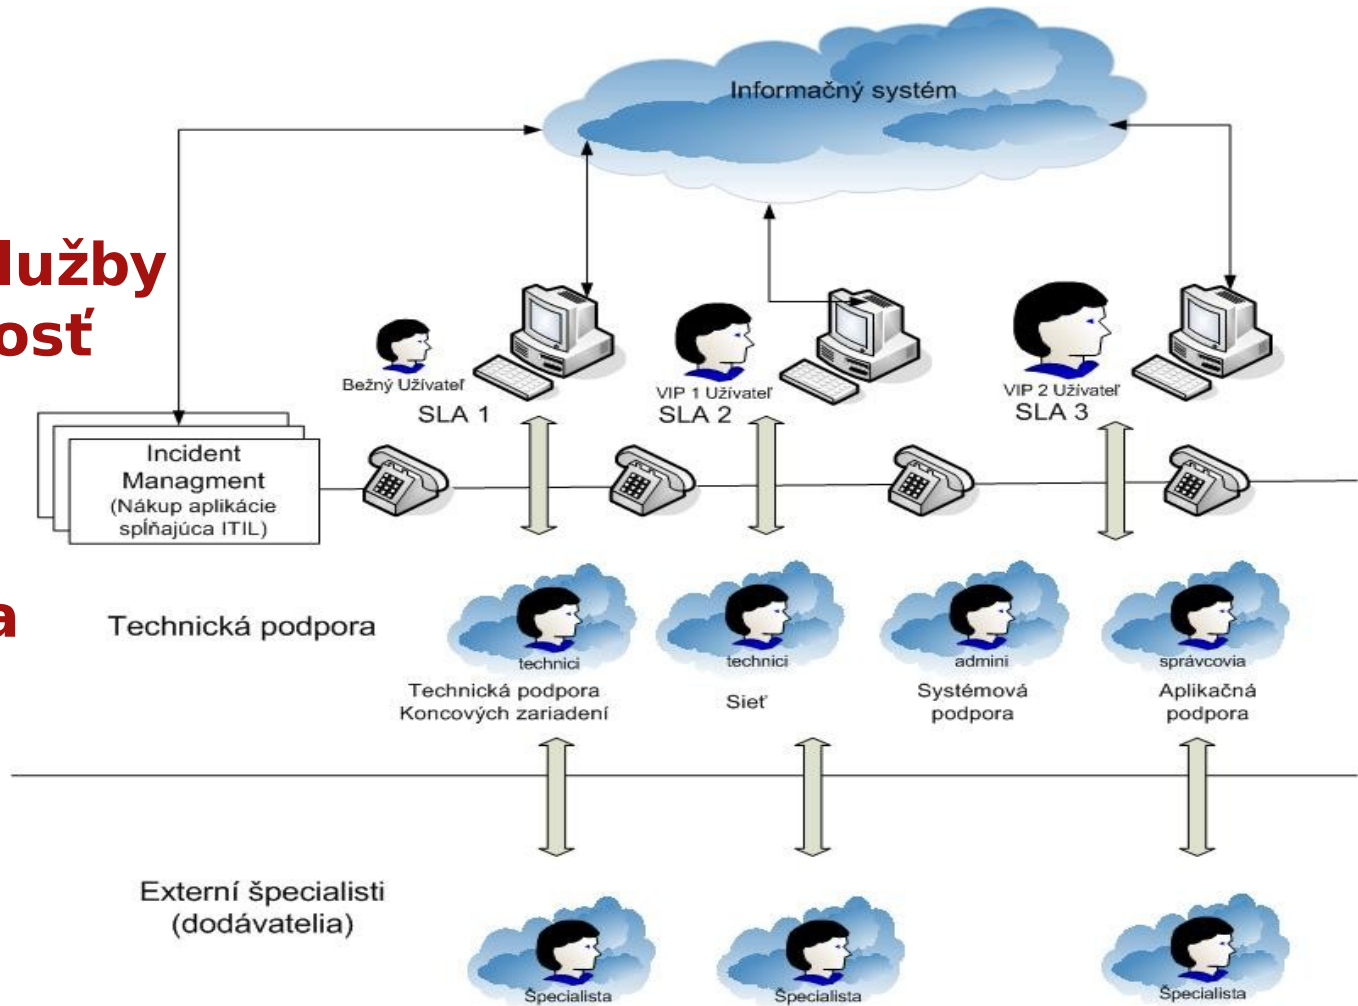 Informačný systém
lužby
osť
Bežný Užívateľ
SLA 1
VIP 1 Užívateľ
SLA 2
VIP 2 Užívateľ
SLA 3
Incident
Managment
(Nákup aplikácie
spĺňajúca ITIL)
a
Technická podpora
technici
technici
admini
správcovia
Technická podpora
Koncových zariadení
Sieť
Systémová
podpora
Aplikačná
podpora
Externí špecialisti
(dodávatelia)
Špecialista
Špecialista
Špecialista